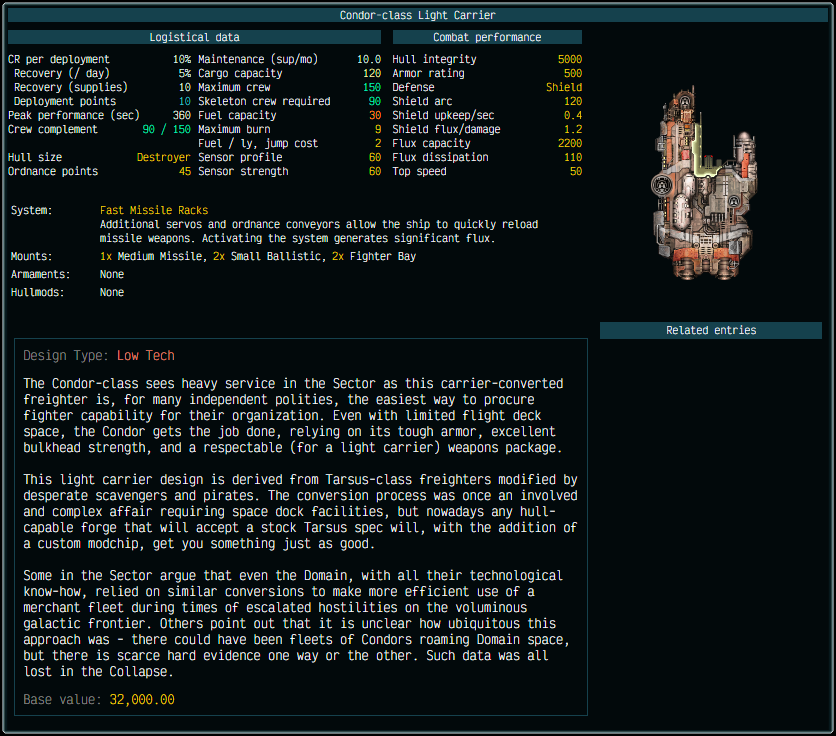 Condor-class Light Carrier
Logistical data
CR per deployment 10% Maintenance (sup/mo) 10.0
Recovery (/ day) 5% Cargo capacity 120
Recovery (supplies) 10 Maximum crew 150
Deployment points 10 Skeleton crew required 90
Peak performance (sec) 360 Fuel capacity 30
Crew complement 90 / 150 Maximum burn 9
Fuel / ly, jump cost 2
Hull size Destroyer Sensor profile 60
Ordnance points 45 Sensor strength 60
Combat performance
Hull integrity 5000
Armor rating 500
Defense Shield
Shield arc 120
Shield upkeep/sec 0.4
Shield flux/damage 1.2
Flux capacity 2200
Flux dissipation 110
Top speed 50
System: Fast Missile Racks
Additional servos and ordnance conveyors allow the ship to quickly reload
missile weapons. Activating the system generates significant flux.
Mounts: 1x Medium Missile, 2x Small Ballistic, 2x Fighter Bay
Armaments: None
Hullmods: None
Related entries
Design Type: Low Tech
The Condor-class sees heavy service in the Sector as this carrier-converted
freighter is, for many independent polities, the easiest way to procure
fighter capability for their organization. Even with limited flight deck
space, the Condor gets the job done, relying on its tough armor, excellent
bulkhead strength, and a respectable (for a light carrier) weapons package.
This light carrier design is derived from Tarsus-class freighters modified by
desperate scavengers and pirates. The conversion process was once an involved
and complex affair requiring space dock facilities, but nowadays any hull-
capable forge that will accept a stock Tarsus spec will, with the addition of
a custom modchip, get you something just as good.
Some in the Sector argue that even the Domain, with all their technological
know-how, relied on similar conversions to make more efficient use of a
merchant fleet during times of escalated hostilities on the voluminous
galactic frontier. Others point out that it is unclear how ubiquitous this
approach was - there could have been fleets of Condors roaming Domain space,
but there is scarce hard evidence one way or the other. Such data was all
lost in the Collapse.
Base value: 32,000.00